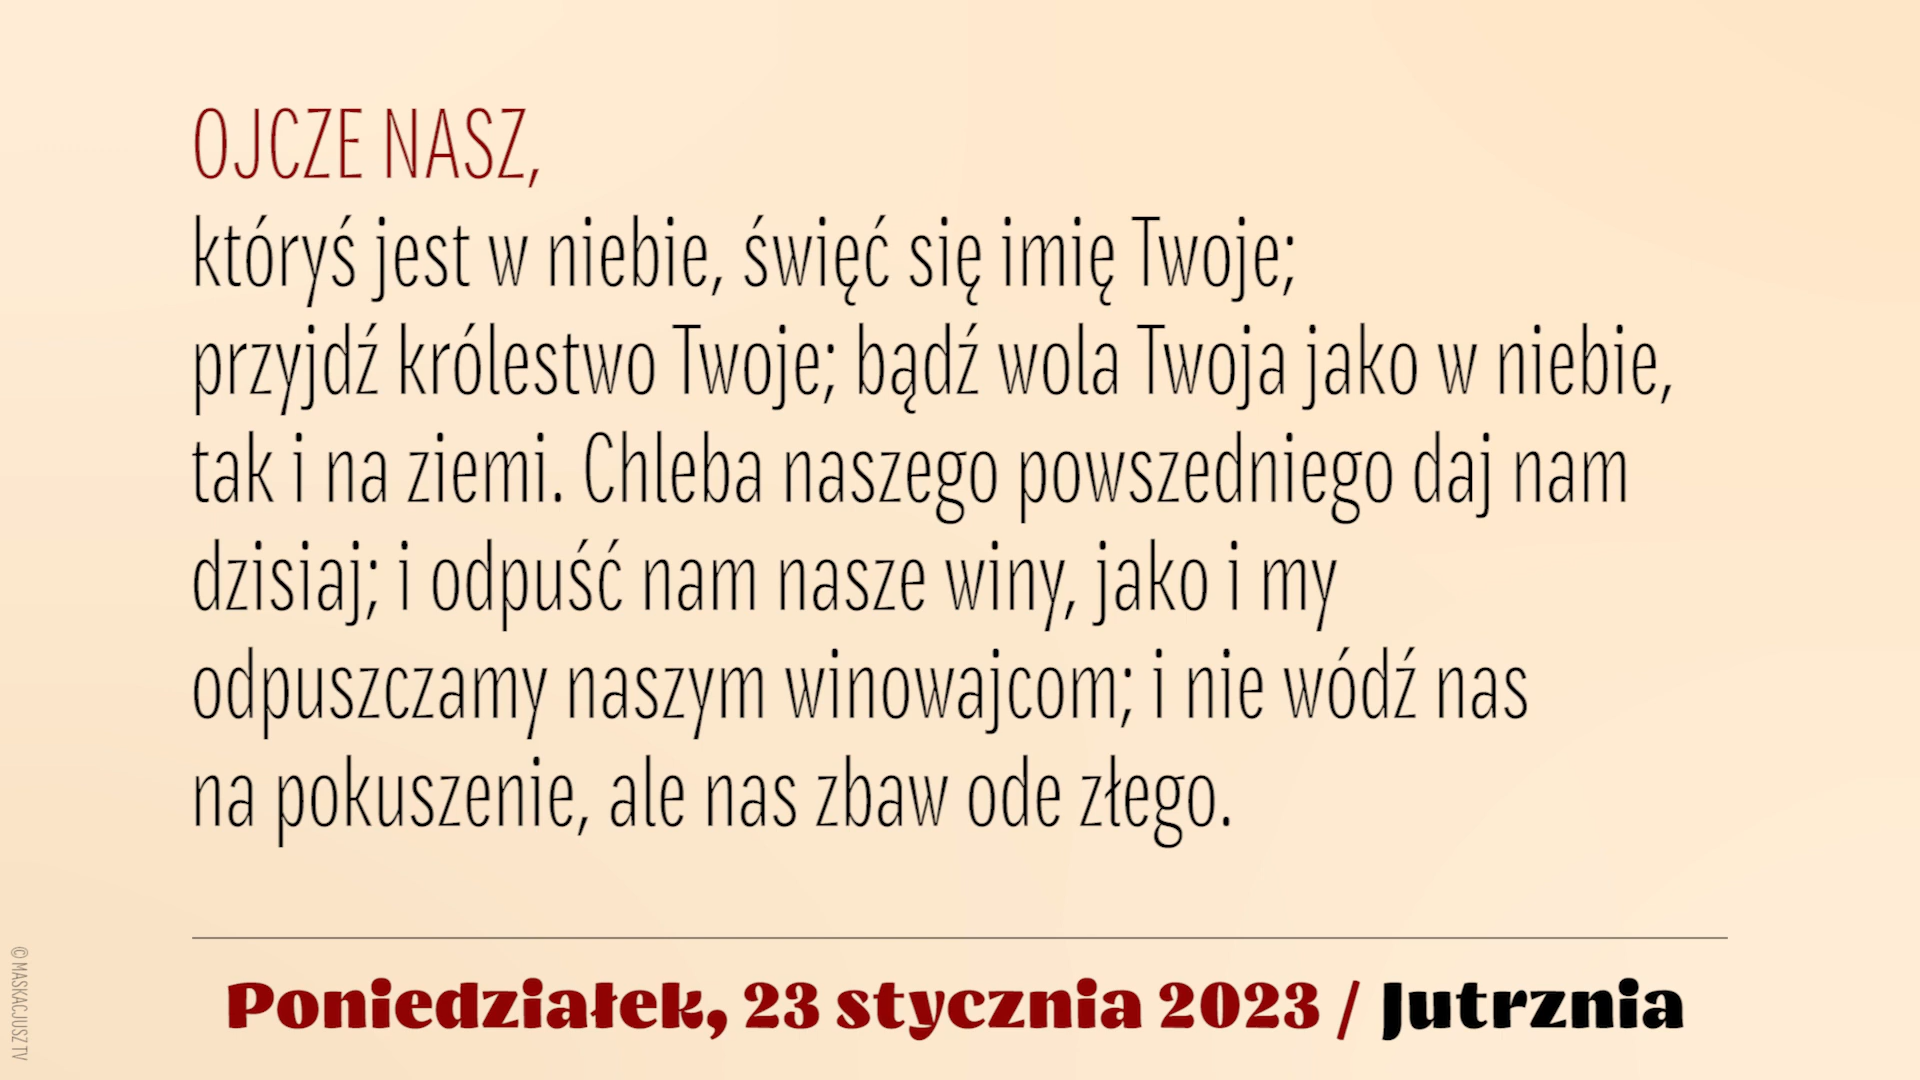 OJCZE NASZ,
któryś jest w niebie, święć się imię Twoje;
przyjdź królestwo Twoje; bądź wola Twoja jako w niebie,
tak i na ziemi. Chleba naszego powszedniego daj nam
dzisiaj; i odpuść nam nasze winy, jako i my
odpuszczamy naszym winowajcom; i nie wódź nas
na pokuszenie, ale nas zbaw ode złego.
Poniedziałek, 23 stycznia 2023 / Jutrznia
© MASKACJUSZ TV